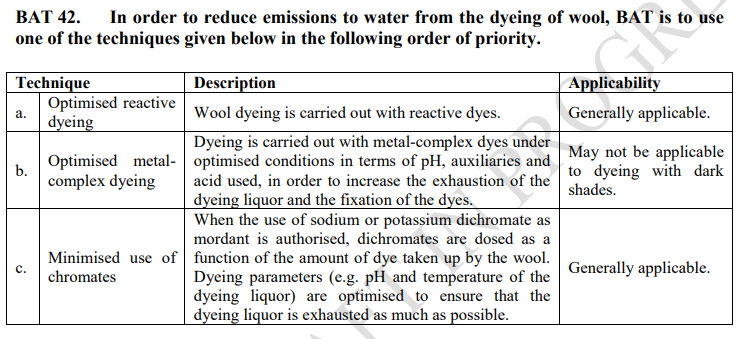 BAT 42. In order to reduce emissions to water from the dyeing of wool, BAT is to use
one of the techniques given below in the following order of priority.
Technique Description Applicability
a. Optimised reactive
dyeing
Wool dyeing is carried out with reactive dyes.
Generally applicable.
b. Optimised metal-
complex dyeing
Dyeing is carried out with metal-complex dyes under
optimised conditions in terms of pH, auxiliaries and
acid used, in order to increase the exhaustion of the
dyeing liquor and the fixation of the dyes.
May not be applicable
to dyeing with dark
shades.
c. Minimised use of
chromates
When the use of sodium or potassium dichromate as
mordant is authorised, dichromates are dosed as a
function of the amount of dye taken up by the wool.
Dyeing parameters (e.g. pH and temperature of the
dyeing liquor) are optimised to ensure that the
dyeing liquor is exhausted as much as possible.
Generally applicable.
FT IN PROGRE